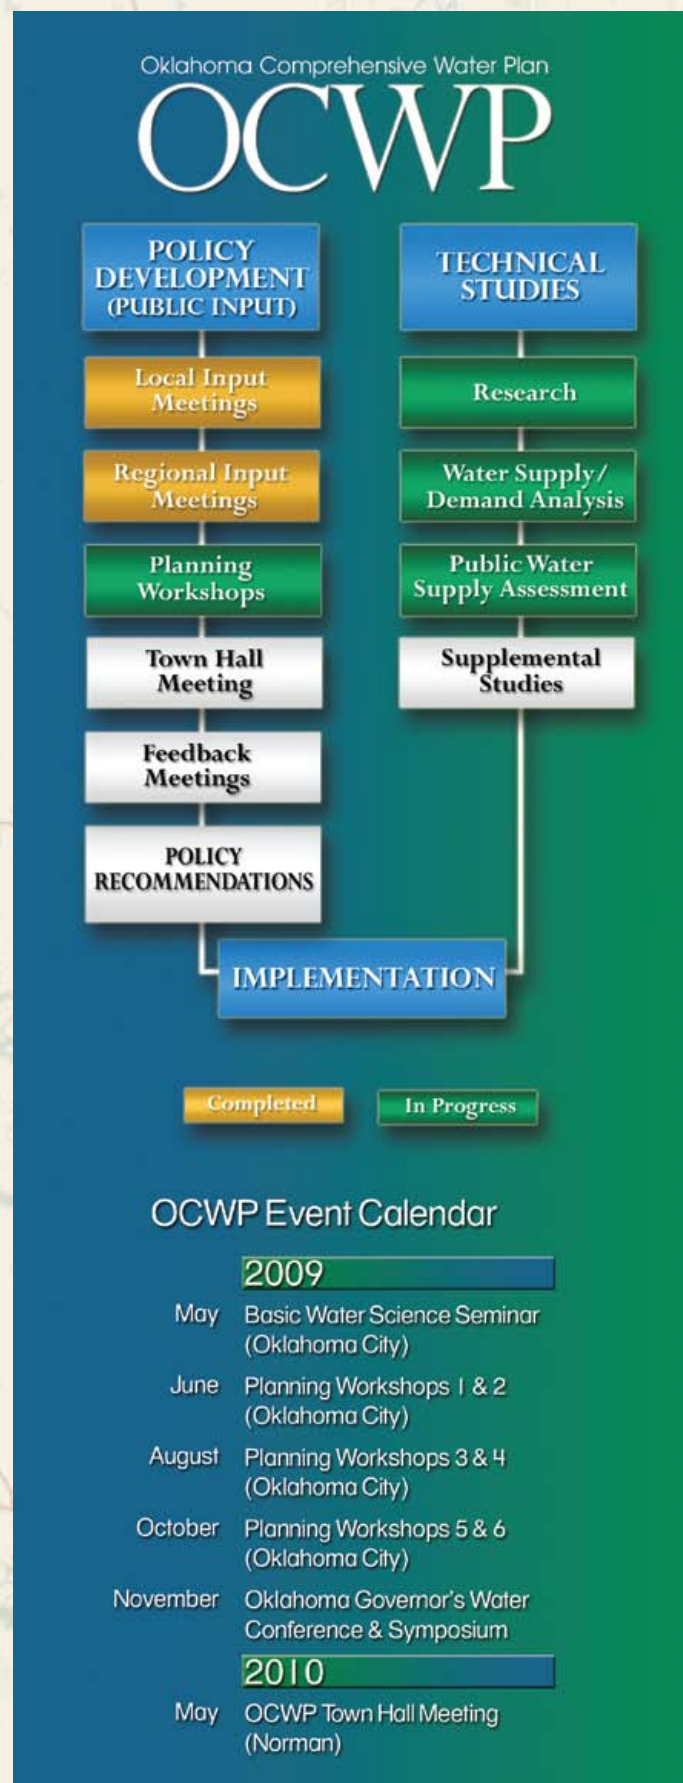 Oklahoma Comprehensive Water Plan
OCWP
POLICY
DEVELOPMENT
(PUBLIC INPUT)
Local Input
Meetings
Regional Input
Meetings
Planning
Workshops
Town Hall
Meeting
Feedback
Meetings
POLICY
RECOMMENDATIONS
TECHNICAL
STUDIES
Research
Water Supply/
Demand Analysis
Public Water
Supply Assessment
Supplemental
Studies
IMPLEMENTATION
Completed
In Progress
OCWP Event Calendar
2009
May Basic Water Science Seminar
(Oklahoma City)
June Planning Workshops 1 & 2
(Oklahoma City)
August Planning Workshops 3 & 4
(Oklahoma City)
October Planning Workshops 5 & 6
(Oklahoma City)
November Oklahoma Governor's Water
Conference & Symposium
2010
May OCWP Town Hall Meeting
(Norman)